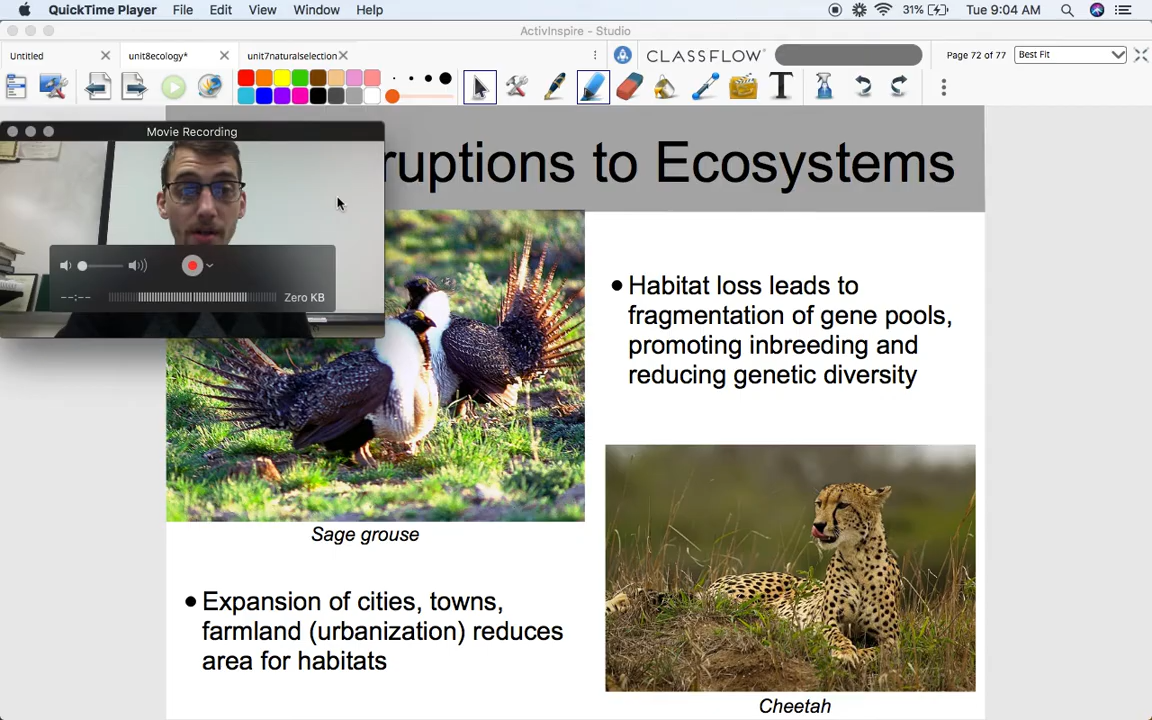 QuickTime Player File Edit View Window Help 31% Tue 9:04 AM
ActivInspire - Studio
Untitled unit8ecology* unit7naturalselection CLASSFLOW Page 72 of 77 Best Fit
Movie Recording
--:-- Zero KB
ruptions to Ecosystems
• Habitat loss leads to
fragmentation of gene pools,
promoting inbreeding and
reducing genetic diversity
Sage grouse
• Expansion of cities, towns,
farmland (urbanization) reduces
area for habitats
Cheetah